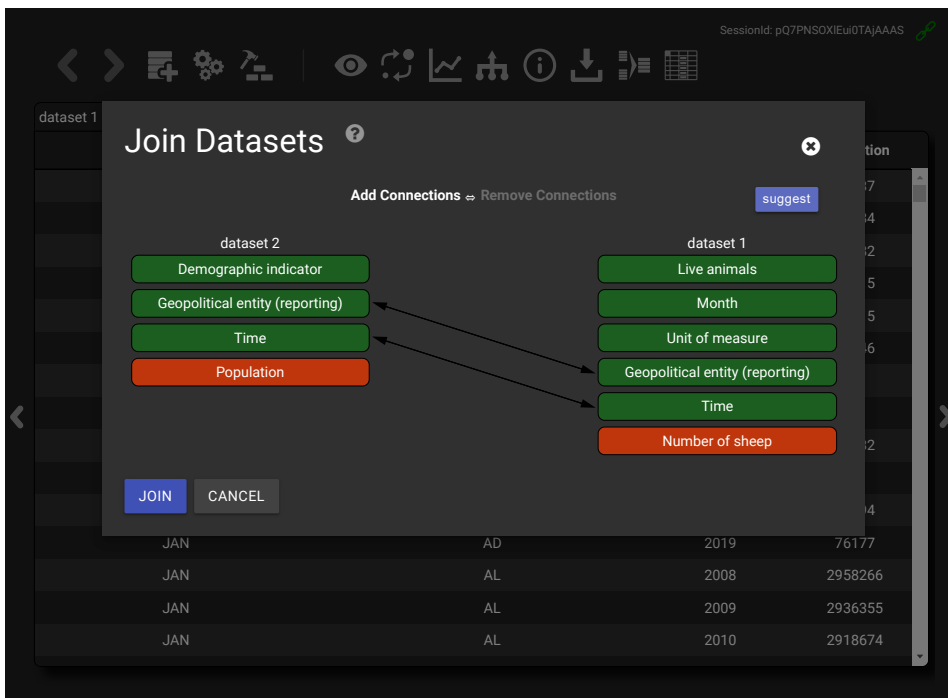 SessionId: pQ7PNSOXlEui0TAjAAAS
dataset 1
Join Datasets ?
tion
Add Connections ⇔ Remove Connections
suggest
dataset 2
dataset 1
Demographic indicator
Live animals
Geopolitical entity (reporting)
Month
Time
Unit of measure
Population
Geopolitical entity (reporting)
Time
Number of sheep
JOIN CANCEL
JAN AD 2019 76177
JAN AL 2008 2958266
JAN AL 2009 2936355
JAN AL 2010 2918674